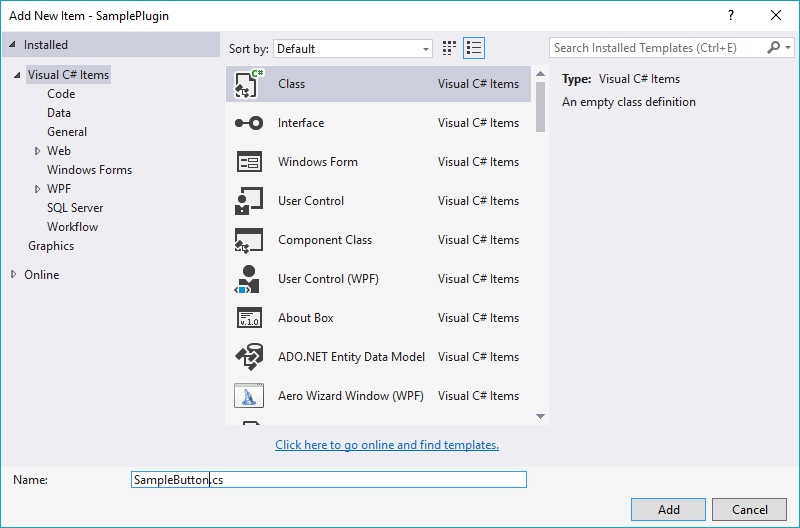 Add New Item - SamplePlugin
? 
Installed
Sort by: Default
Search Installed Templates (Ctrl+E)
Visual C# Items
Code
Data
General
Web
Windows Forms
WPF
SQL Server
Workflow
Graphics
Online
C#
Class Visual C# Items
Interface Visual C# Items
Windows Form Visual C# Items
User Control Visual C# Items
Component Class Visual C# Items
User Control (WPF) Visual C# Items
v.1.0
About Box Visual C# Items
ADO.NET Entity Data Model Visual C# Items
Aero Wizard Window (WPF) Visual C# Items
Type: Visual C# Items
An empty class definition
Click here to go online and find templates.
Name: SampleButton.cs
Add Cancel